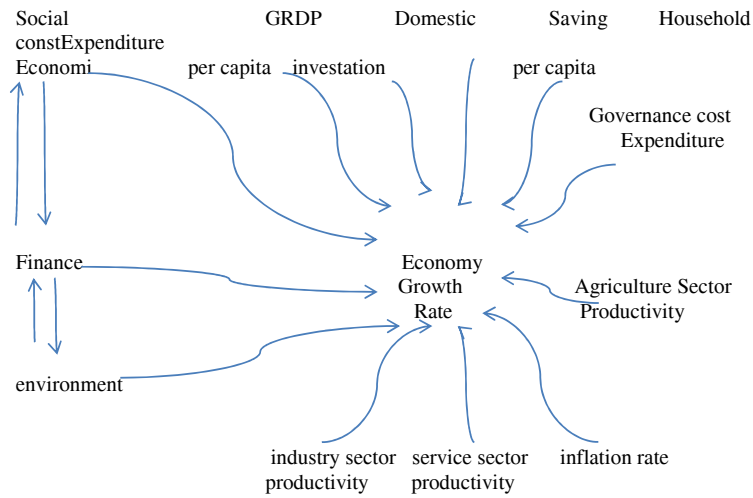 Social GRDP Domestic Saving Household
constExpenditure
Economi per capita investation per capita
Governance cost
Expenditure
Finance Economy
Growth Agriculture Sector
Rate Productivity
environment
industry sector service sector inflation rate
productivity productivity